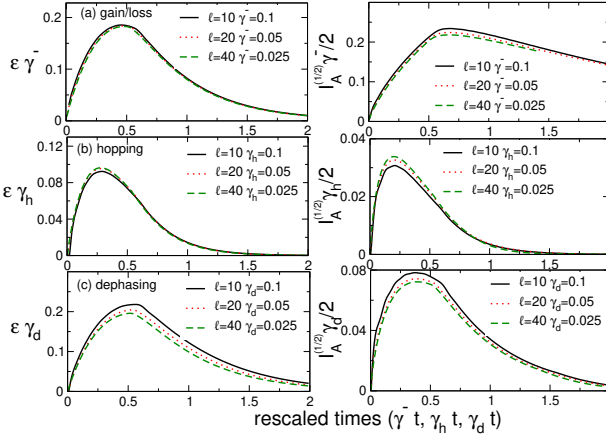 (a) gain/loss
ℓ=10 γ⁻=0.1
ℓ=20 γ⁻=0.05
ℓ=40 γ⁻=0.025
ε γ⁻
0.2
0.1
0
0 0.5 1 1.5 2
I_A^(1/2) γ⁻/2
ℓ=10 γ⁻=0.1
ℓ=20 γ⁻=0.05
ℓ=40 γ⁻=0.025
0.2
0.1
0
0.5 1 1.5
(b) hopping
ℓ=10 γ_h=0.1
ℓ=20 γ_h=0.05
ℓ=40 γ_h=0.025
ε γ_h
0.12
0.08
0.04
0
0 0.5 1 1.5 2
I_A^(1/2) γ_h/2
ℓ=10 γ_h=0.1
ℓ=20 γ_h=0.05
ℓ=40 γ_h=0.025
0.04
0.02
0
0 0.5 1 1.5
(c) dephasing
ℓ=10 γ_d=0.1
ℓ=20 γ_d=0.05
ℓ=40 γ_d=0.025
ε γ_d
0.2
0.1
0
0 0.5 1 1.5 2
I_A^(1/2) γ_d/2
ℓ=10 γ_d=0.1
ℓ=20 γ_d=0.05
ℓ=40 γ_d=0.025
0.08
0.04
0
0 0.5 1 1.5
rescaled times (γ⁻ t, γ_h t, γ_d t)